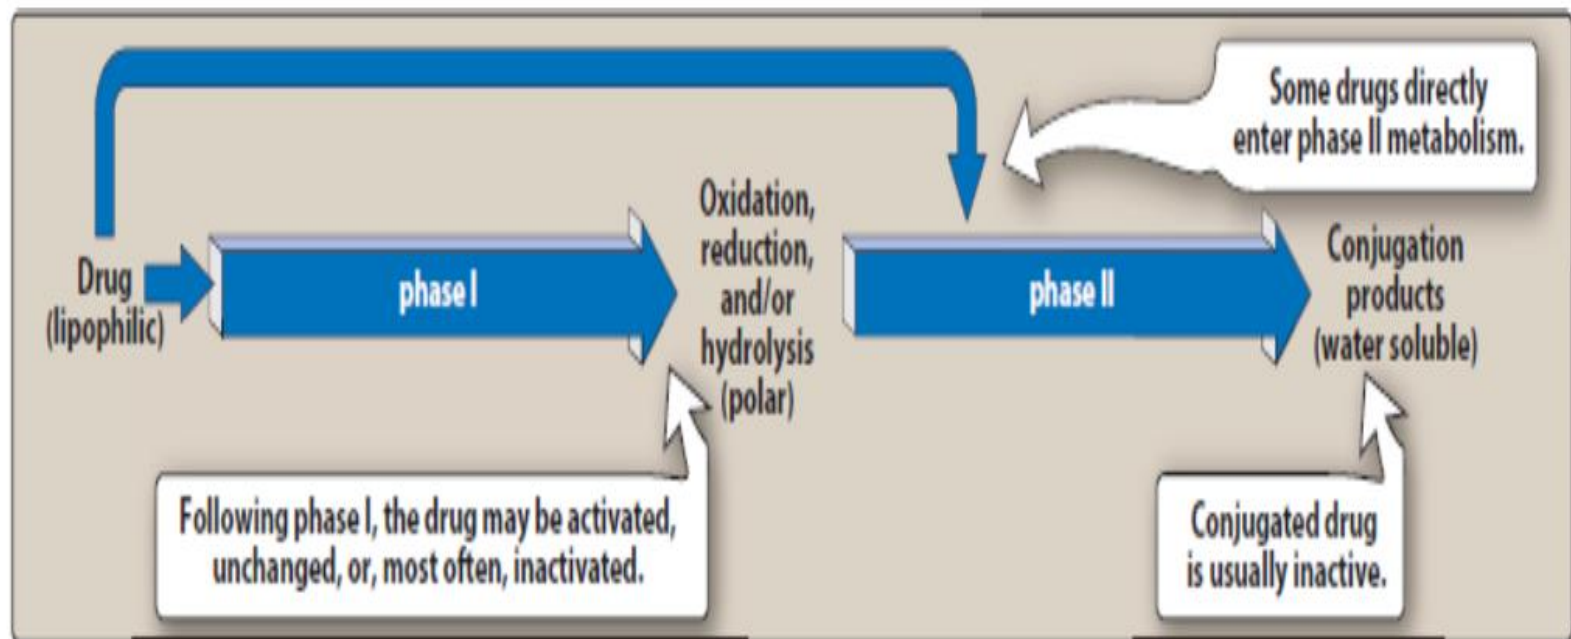 Some drugs directly
enter phase II metabolism.
Drug
(lipophilic)
phase I
Oxidation,
reduction,
and/or
hydrolysis
(polar)
phase II
Conjugation
products
(water soluble)
Following phase I, the drug may be activated,
unchanged, or, most often, inactivated.
Conjugated drug
is usually inactive.